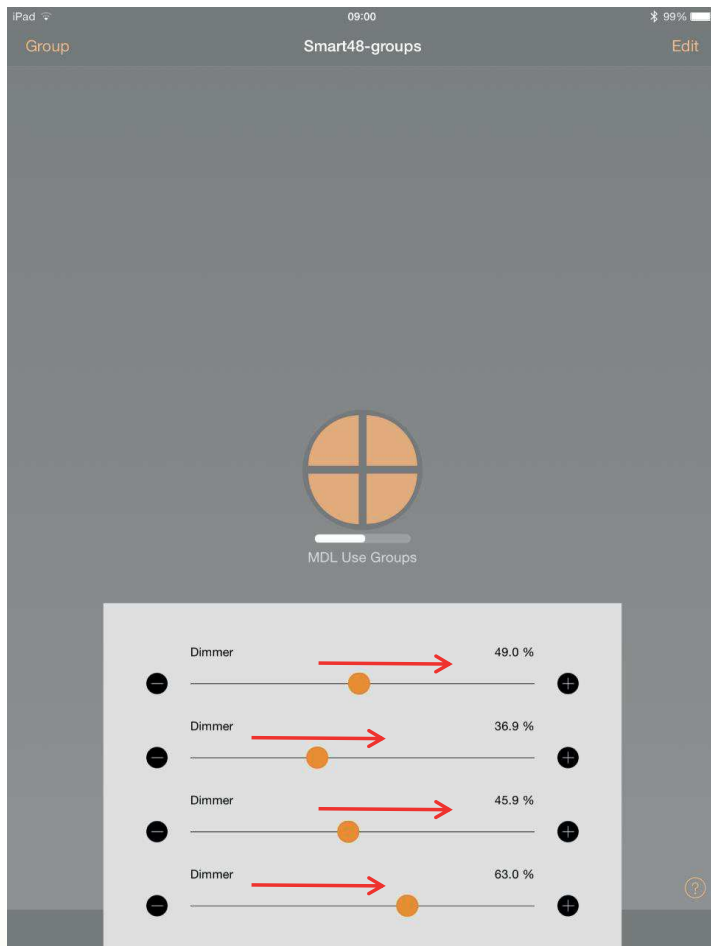 iPad 09:00 99%
Group Smart48-groups Edit
MDL Use Groups
Dimmer 49.0 %
Dimmer 36.9 %
Dimmer 45.9 %
Dimmer 63.0 %
?